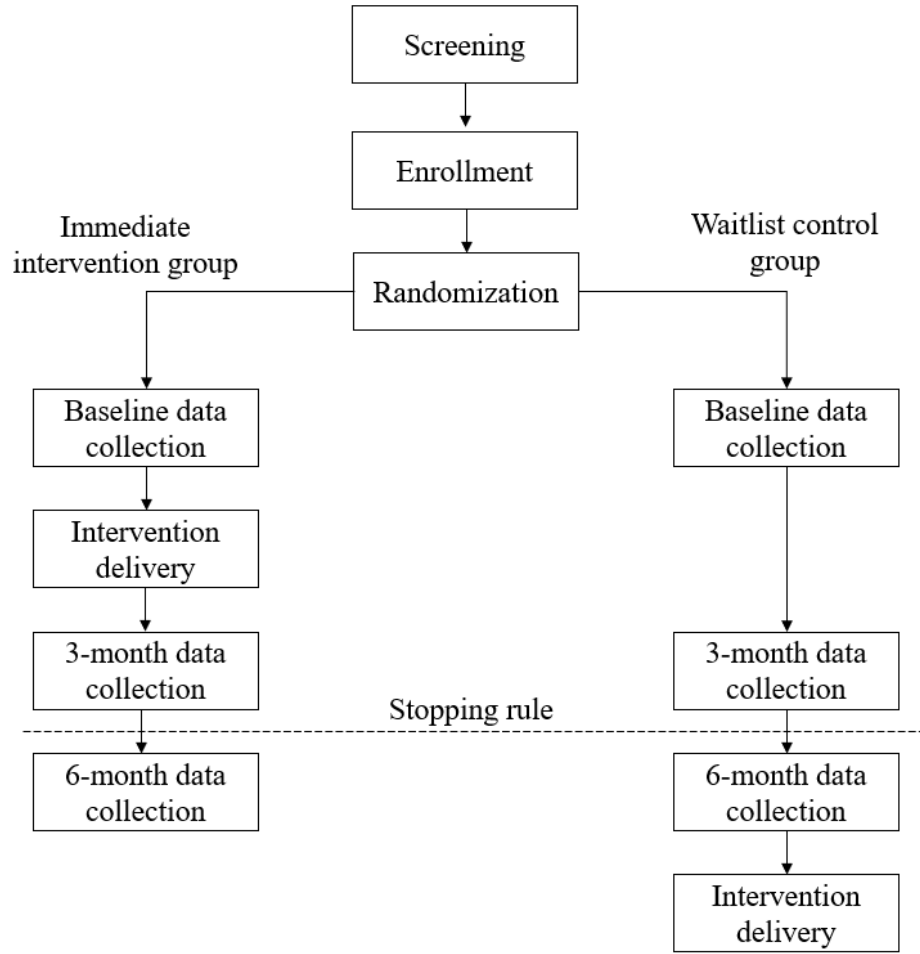 Screening
Enrollment
Immediate
intervention group
Waitlist control
group
Randomization
Baseline data
collection
Baseline data
collection
Intervention
delivery
3-month data
collection
3-month data
collection
Stopping rule
6-month data
collection
6-month data
collection
Intervention
delivery